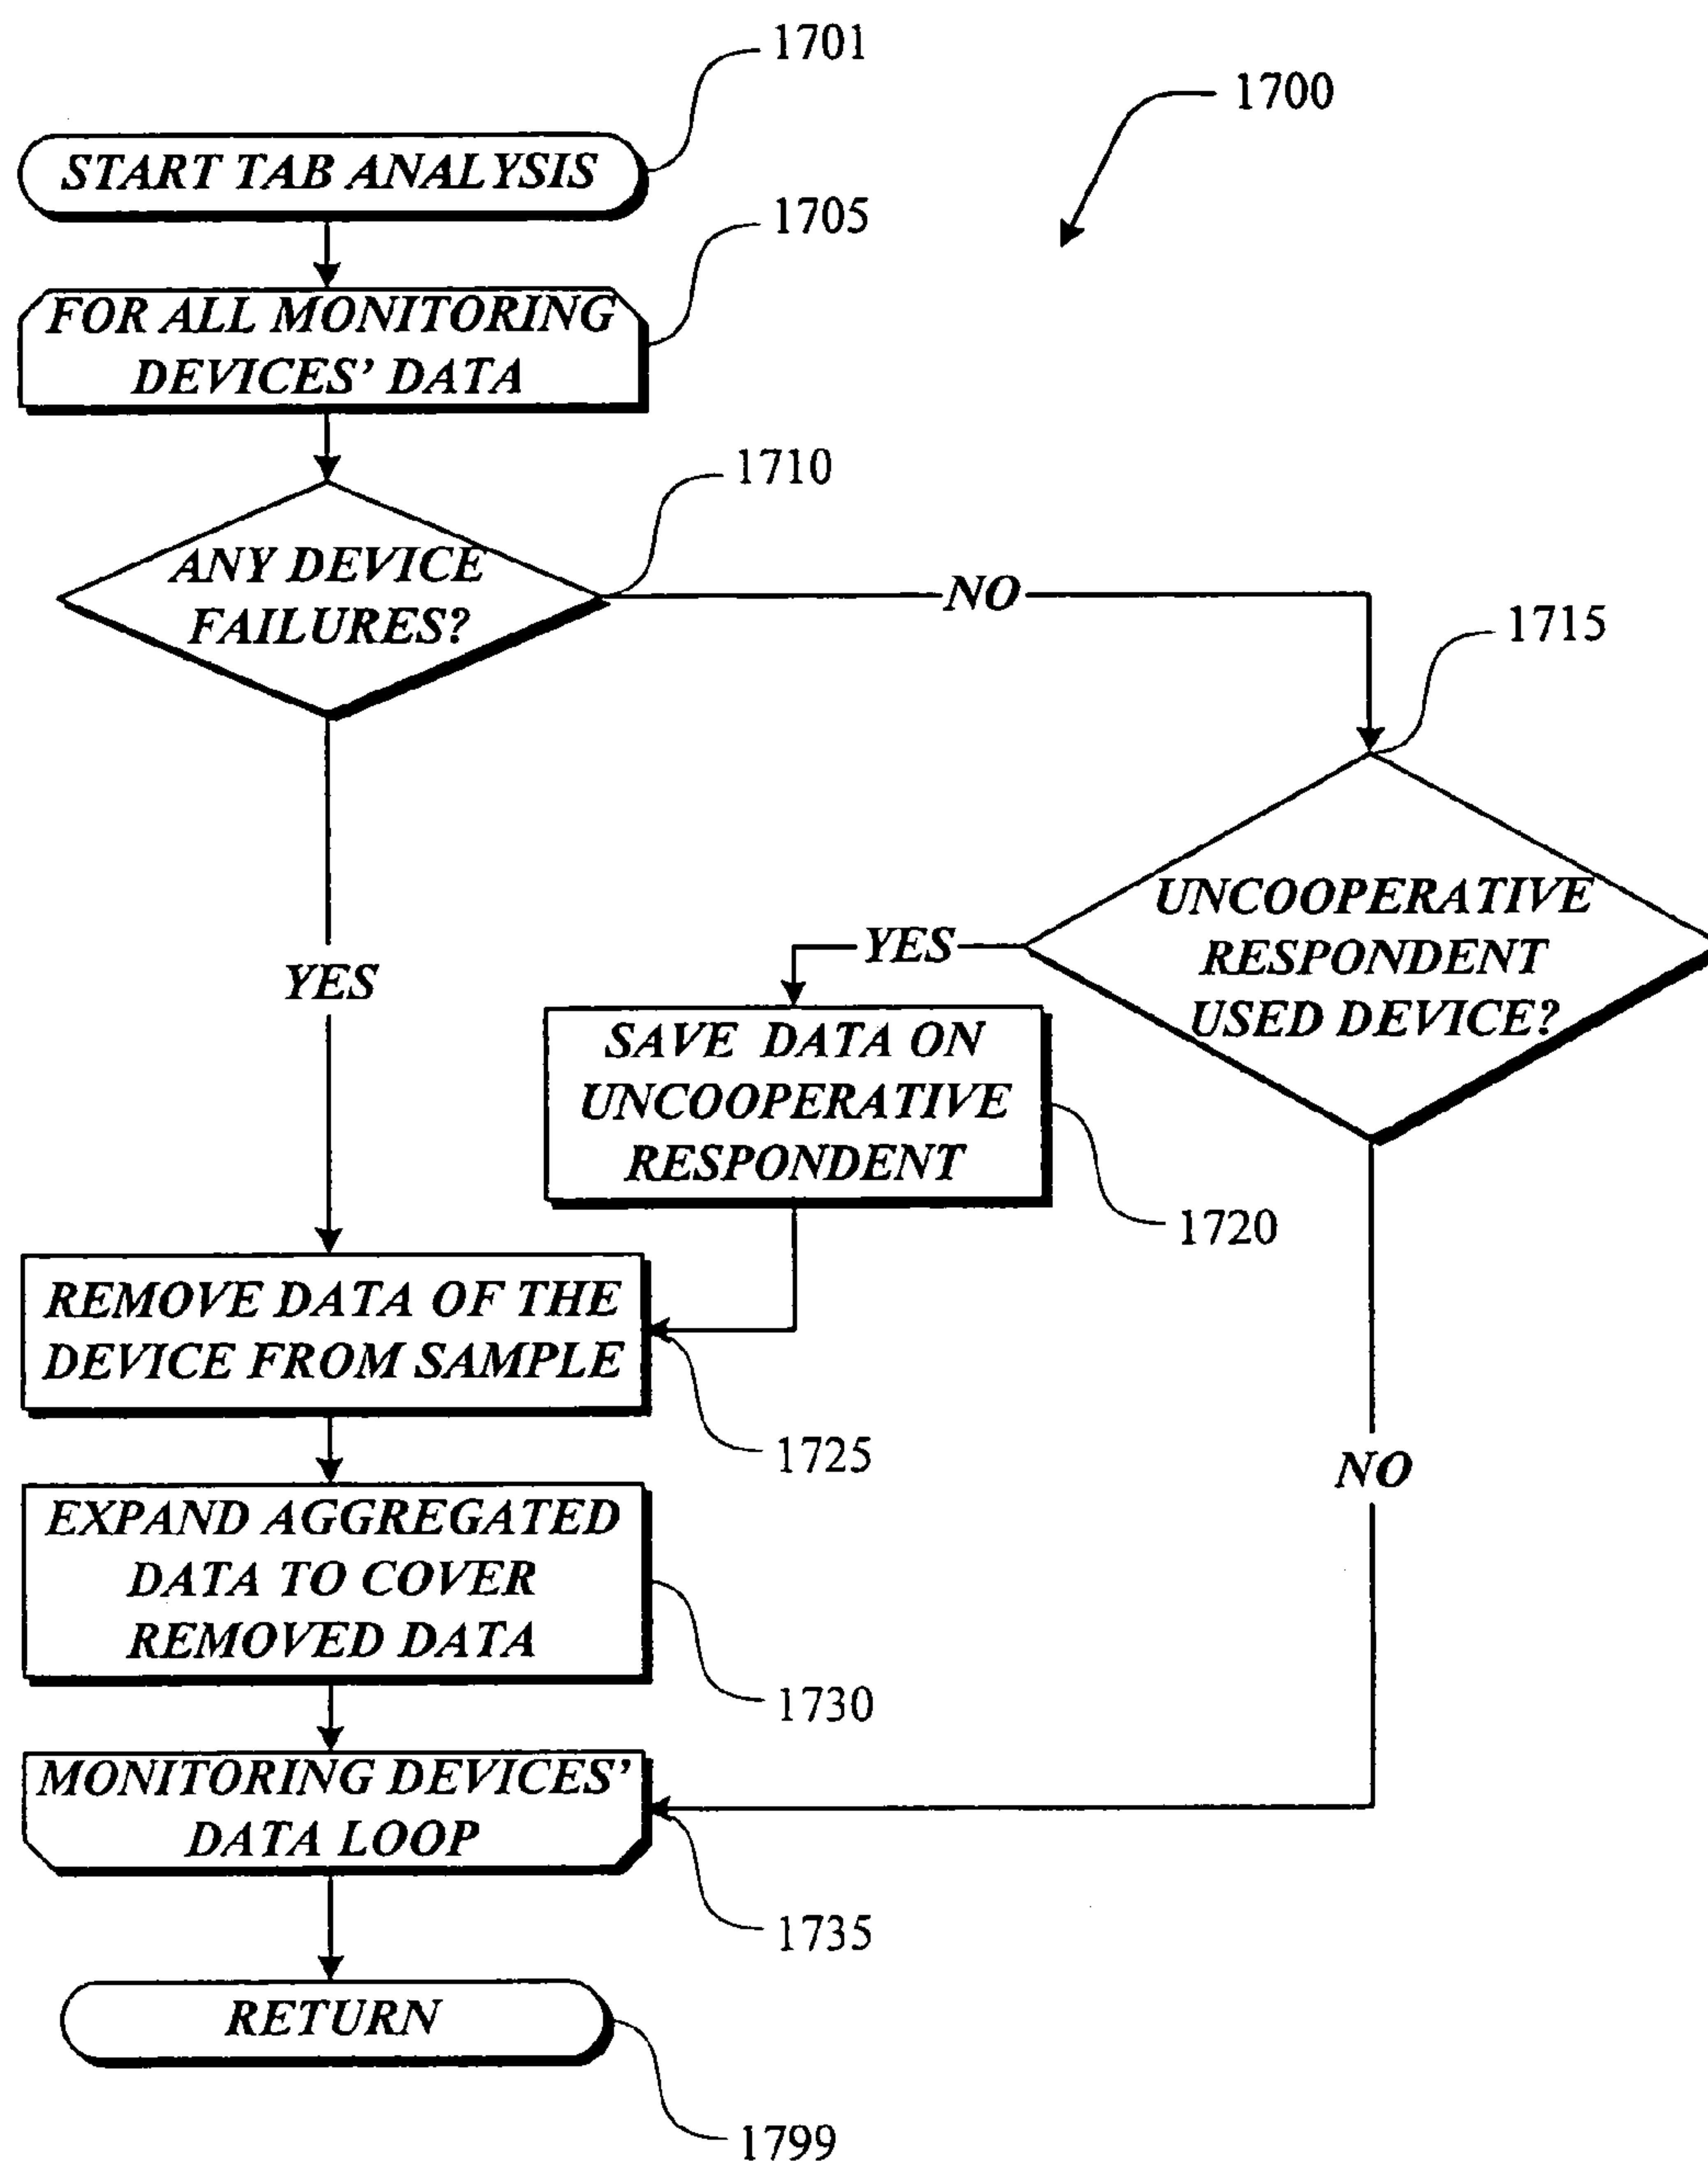 1701
1700
START TAB ANALYSIS
1705
FOR ALL MONITORING
DEVICES’ DATA
1710
ANY DEVICE
FAILURES?
NO
1715
UNCOOPERATIVE
RESPONDENT
USED DEVICE?
YES
YES
SAVE DATA ON
UNCOOPERATIVE
RESPONDENT
1720
REMOVE DATA OF THE
DEVICE FROM SAMPLE
1725
NO
EXPAND AGGREGATED
DATA TO COVER
REMOVED DATA
1730
MONITORING DEVICES’
DATA LOOP
1735
RETURN
1799